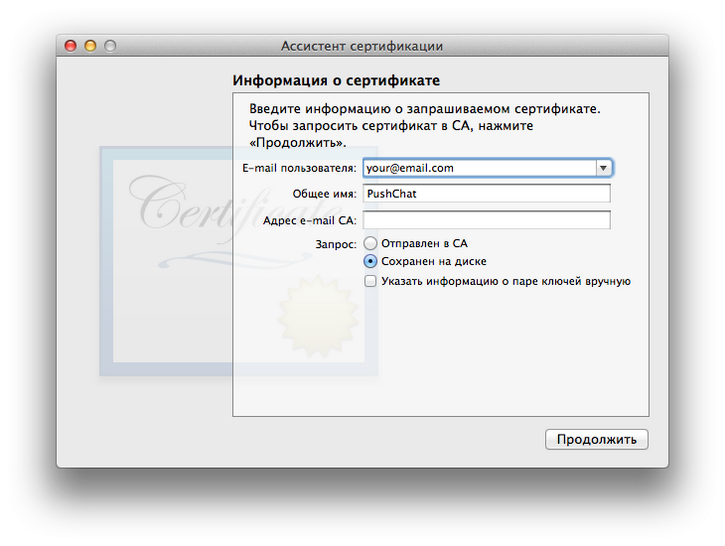 Ассистент сертификации
Информация о сертификате
Введите информацию о запрашиваемом сертификате.
Чтобы запросить сертификат в CA, нажмите
«Продолжить».
E-mail пользователя: your@email.com
Общее имя: PushChat
Адрес e-mail CA:
Запрос: Отправлен в CA
Сохранен на диске
Указать информацию о паре ключей вручную
Certificate
Продолжить